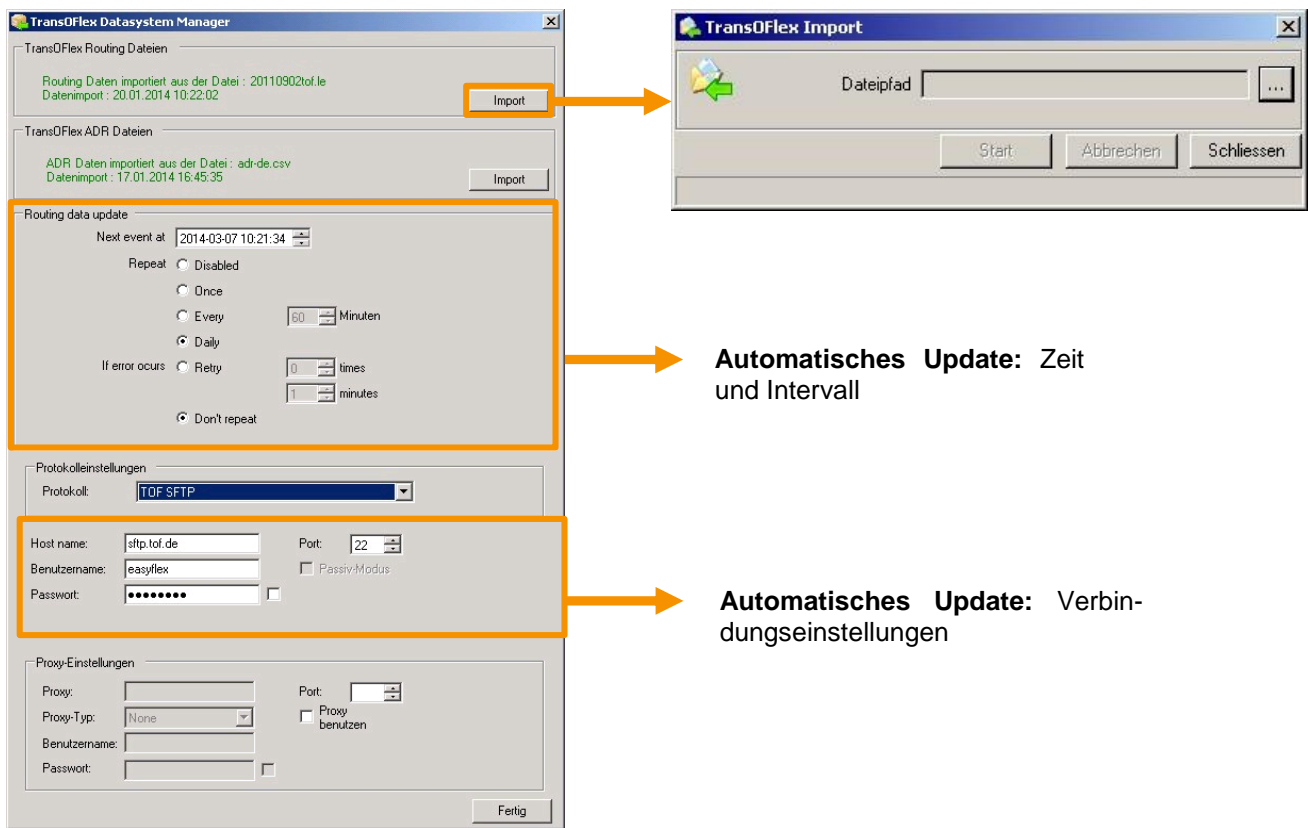 TransOFlex Datasystem Manager
TransOFlex Routing Dateien
Routing Daten importiert aus der Datei : 20110902tof.le
Datenimport : 20.01.2014 10:22:02
Import
TransOFlex ADR Dateien
ADR Daten importiert aus der Datei : adr-de.csv
Datenimport : 17.01.2014 16:45:35
Import
Routing data update
Next event at 2014-03-07 10:21:34
Repeat Disabled
Once
Every 60 Minuten
Daily
If error ocurs Retry 0 times
1 minutes
Don't repeat
Protokolleinstellungen
Protokoll: TOF SFTP
Host name: sftp.tof.de Port: 22
Benutzername: easyflex Passiv-Modus
Passwort: ●●●●●●●●
Proxy-Einstellungen
Proxy: Port:
Proxy-Typ: None Proxy
benutzen
Benutzername:
Passwort:
Fertig
TransOFlex Import
Dateipfad ...
Start Abbrechen Schliessen
Automatisches Update: Zeit
und Intervall
Automatisches Update: Verbin-
dungseinstellungen